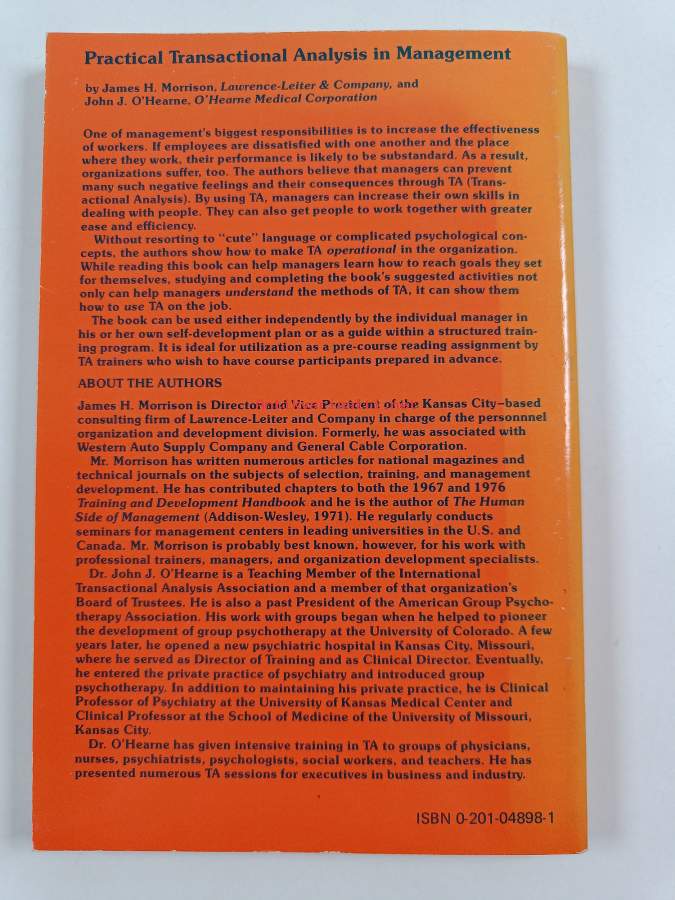 Practical Transactional Analysis in Management
by James H. Morrison, Lawrence-Leiter & Company, and
John J. O'Hearne, O'Hearne Medical Corporation
One of management's biggest responsibilities is to increase the effectiveness
of workers. If employees are dissatisfied with one another and the place
where they work, their performance is likely to be substandard. As a result,
organizations suffer, too. The authors believe that managers can prevent
many such negative feelings and their consequences through TA (Trans-
actional Analysis). By using TA, managers can increase their own skills in
dealing with people. They can also get people to work together with greater
ease and efficiency.
Without resorting to "cute" language or complicated psychological con-
cepts, the authors show how to make TA operational in the organization.
While reading this book can help managers learn how to reach goals they set
for themselves, studying and completing the book's suggested activities not
only can help managers understand the methods of TA, it can show them
how to use TA on the job.
The book can be used either independently by the individual manager in
his or her own self-development plan or as a guide within a structured train-
ing program. It is ideal for utilization as a pre-course reading assignment by
TA trainers who wish to have course participants prepared in advance.
ABOUT THE AUTHORS
James H. Morrison is Director and Vice President of the Kansas City–based
consulting firm of Lawrence-Leiter and Company in charge of the personnnel
organization and development division. Formerly, he was associated with
Western Auto Supply Company and General Cable Corporation.
Mr. Morrison has written numerous articles for national magazines and
technical journals on the subjects of selection, training, and management
development. He has contributed chapters to both the 1967 and 1976
Training and Development Handbook and he is the author of The Human
Side of Management (Addison-Wesley, 1971). He regularly conducts
seminars for management centers in leading universities in the U.S. and
Canada. Mr. Morrison is probably best known, however, for his work with
professional trainers, managers, and organization development specialists.
Dr. John J. O'Hearne is a Teaching Member of the International
Transactional Analysis Association and a member of that organization's
Board of Trustees. He is also a past President of the American Group Psycho-
therapy Association. His work with groups began when he helped to pioneer
the development of group psychotherapy at the University of Colorado. A few
years later, he opened a new psychiatric hospital in Kansas City, Missouri,
where he served as Director of Training and as Clinical Director. Eventually,
he entered the private practice of psychiatry and introduced group
psychotherapy. In addition to maintaining his private practice, he is Clinical
Professor of Psychiatry at the University of Kansas Medical Center and
Clinical Professor at the School of Medicine of the University of Missouri,
Kansas City.
Dr. O'Hearne has given intensive training in TA to groups of physicians,
nurses, psychiatrists, psychologists, social workers, and teachers. He has
presented numerous TA sessions for executives in business and industry.
ISBN 0-201-04898-1